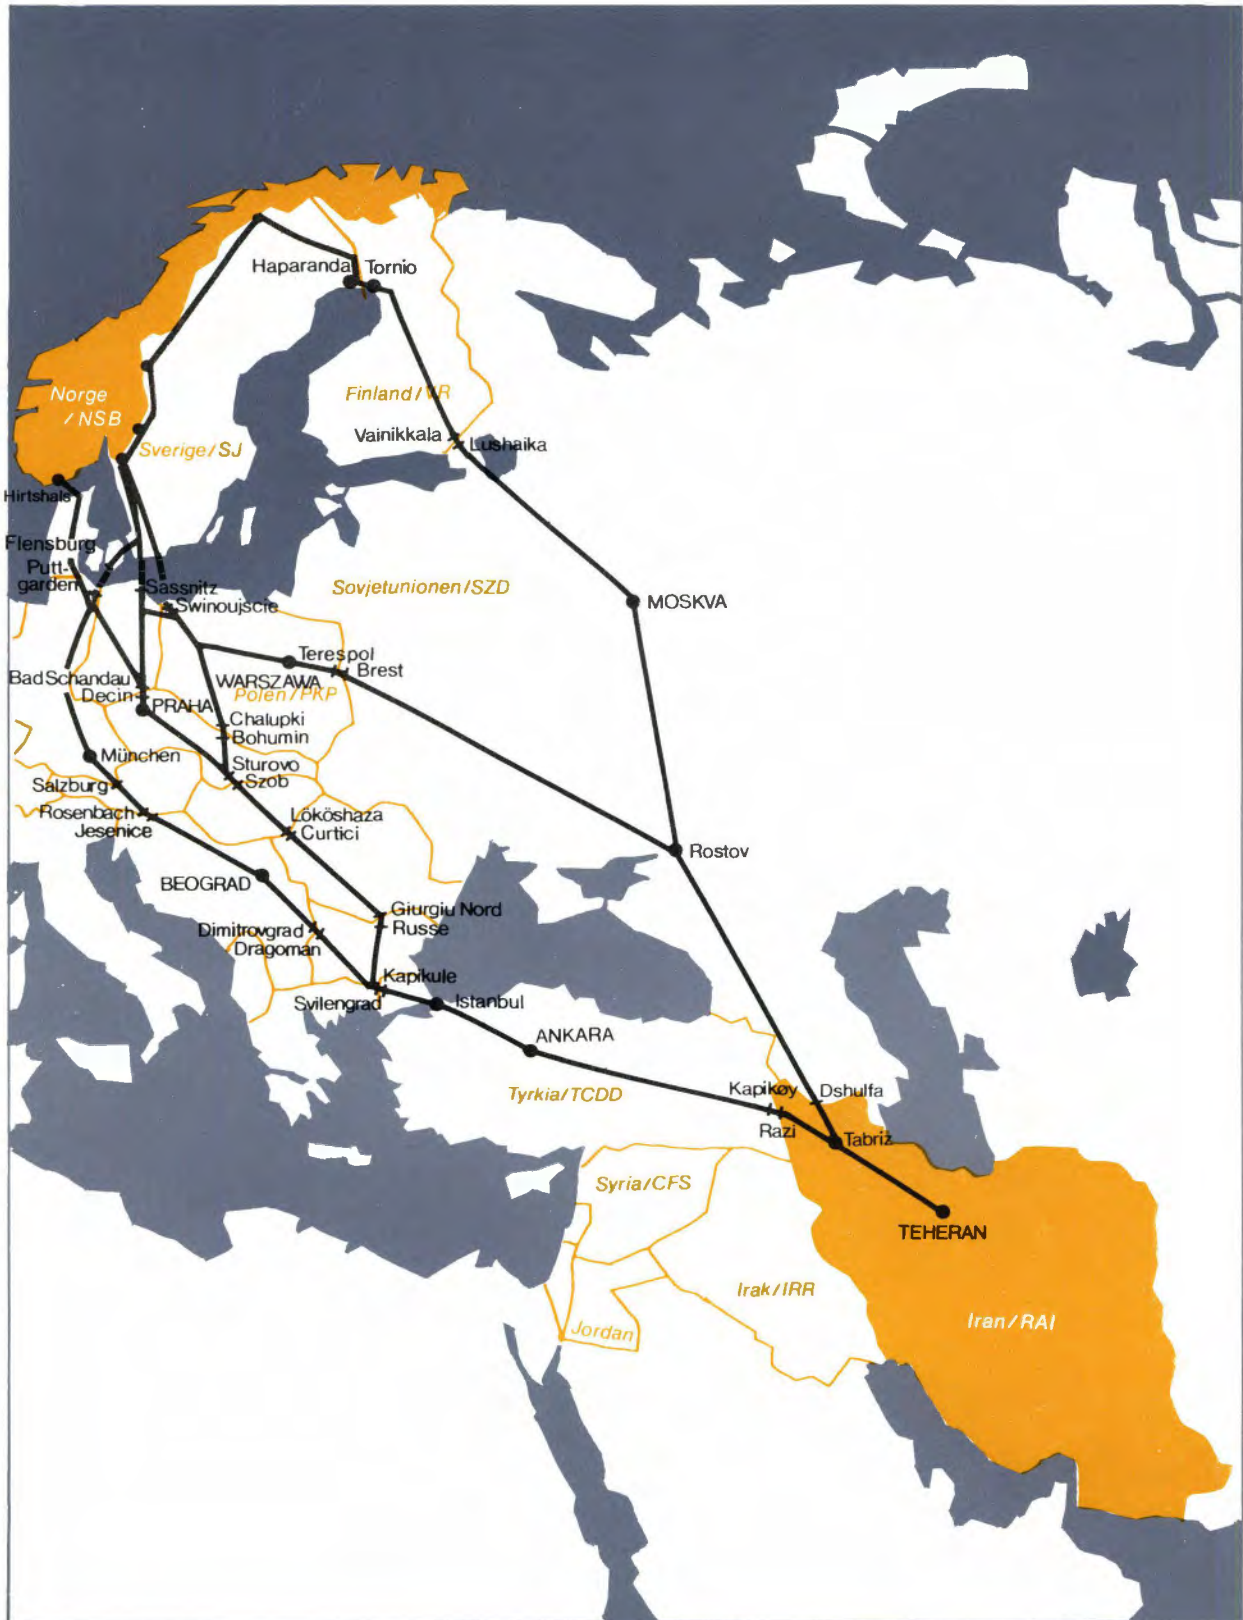 Haparanda
Tornio
Norge
/NSB
Finland/VR
Sverige/SJ
Vainikkala
Lushaika
Hirtshals
Flensburg
Putt-
garden
Sassnitz
Swinoujscie
Sovjetunionen/SZD
MOSKVA
Terespol
Brest
Bad Schandau
WARSZAWA
Decin
Polen/PKP
PRAHA
Chalupki
Bohumin
München
Sturovo
Salzburg
Szob
Rosenbach
Lököshaza
Jesenice
Curtici
Rostov
BEOGRAD
Giurgiu Nord
Dimitrovgrad
Russe
Dragoman
Kapikule
Svilengrad
Istanbul
ANKARA
Tyrkia/TCDD
Kapikøy
Dshulfa
Razi
Tabriz
Syria/CFS
TEHERAN
Irak/IRR
Iran/RAI
Jordan